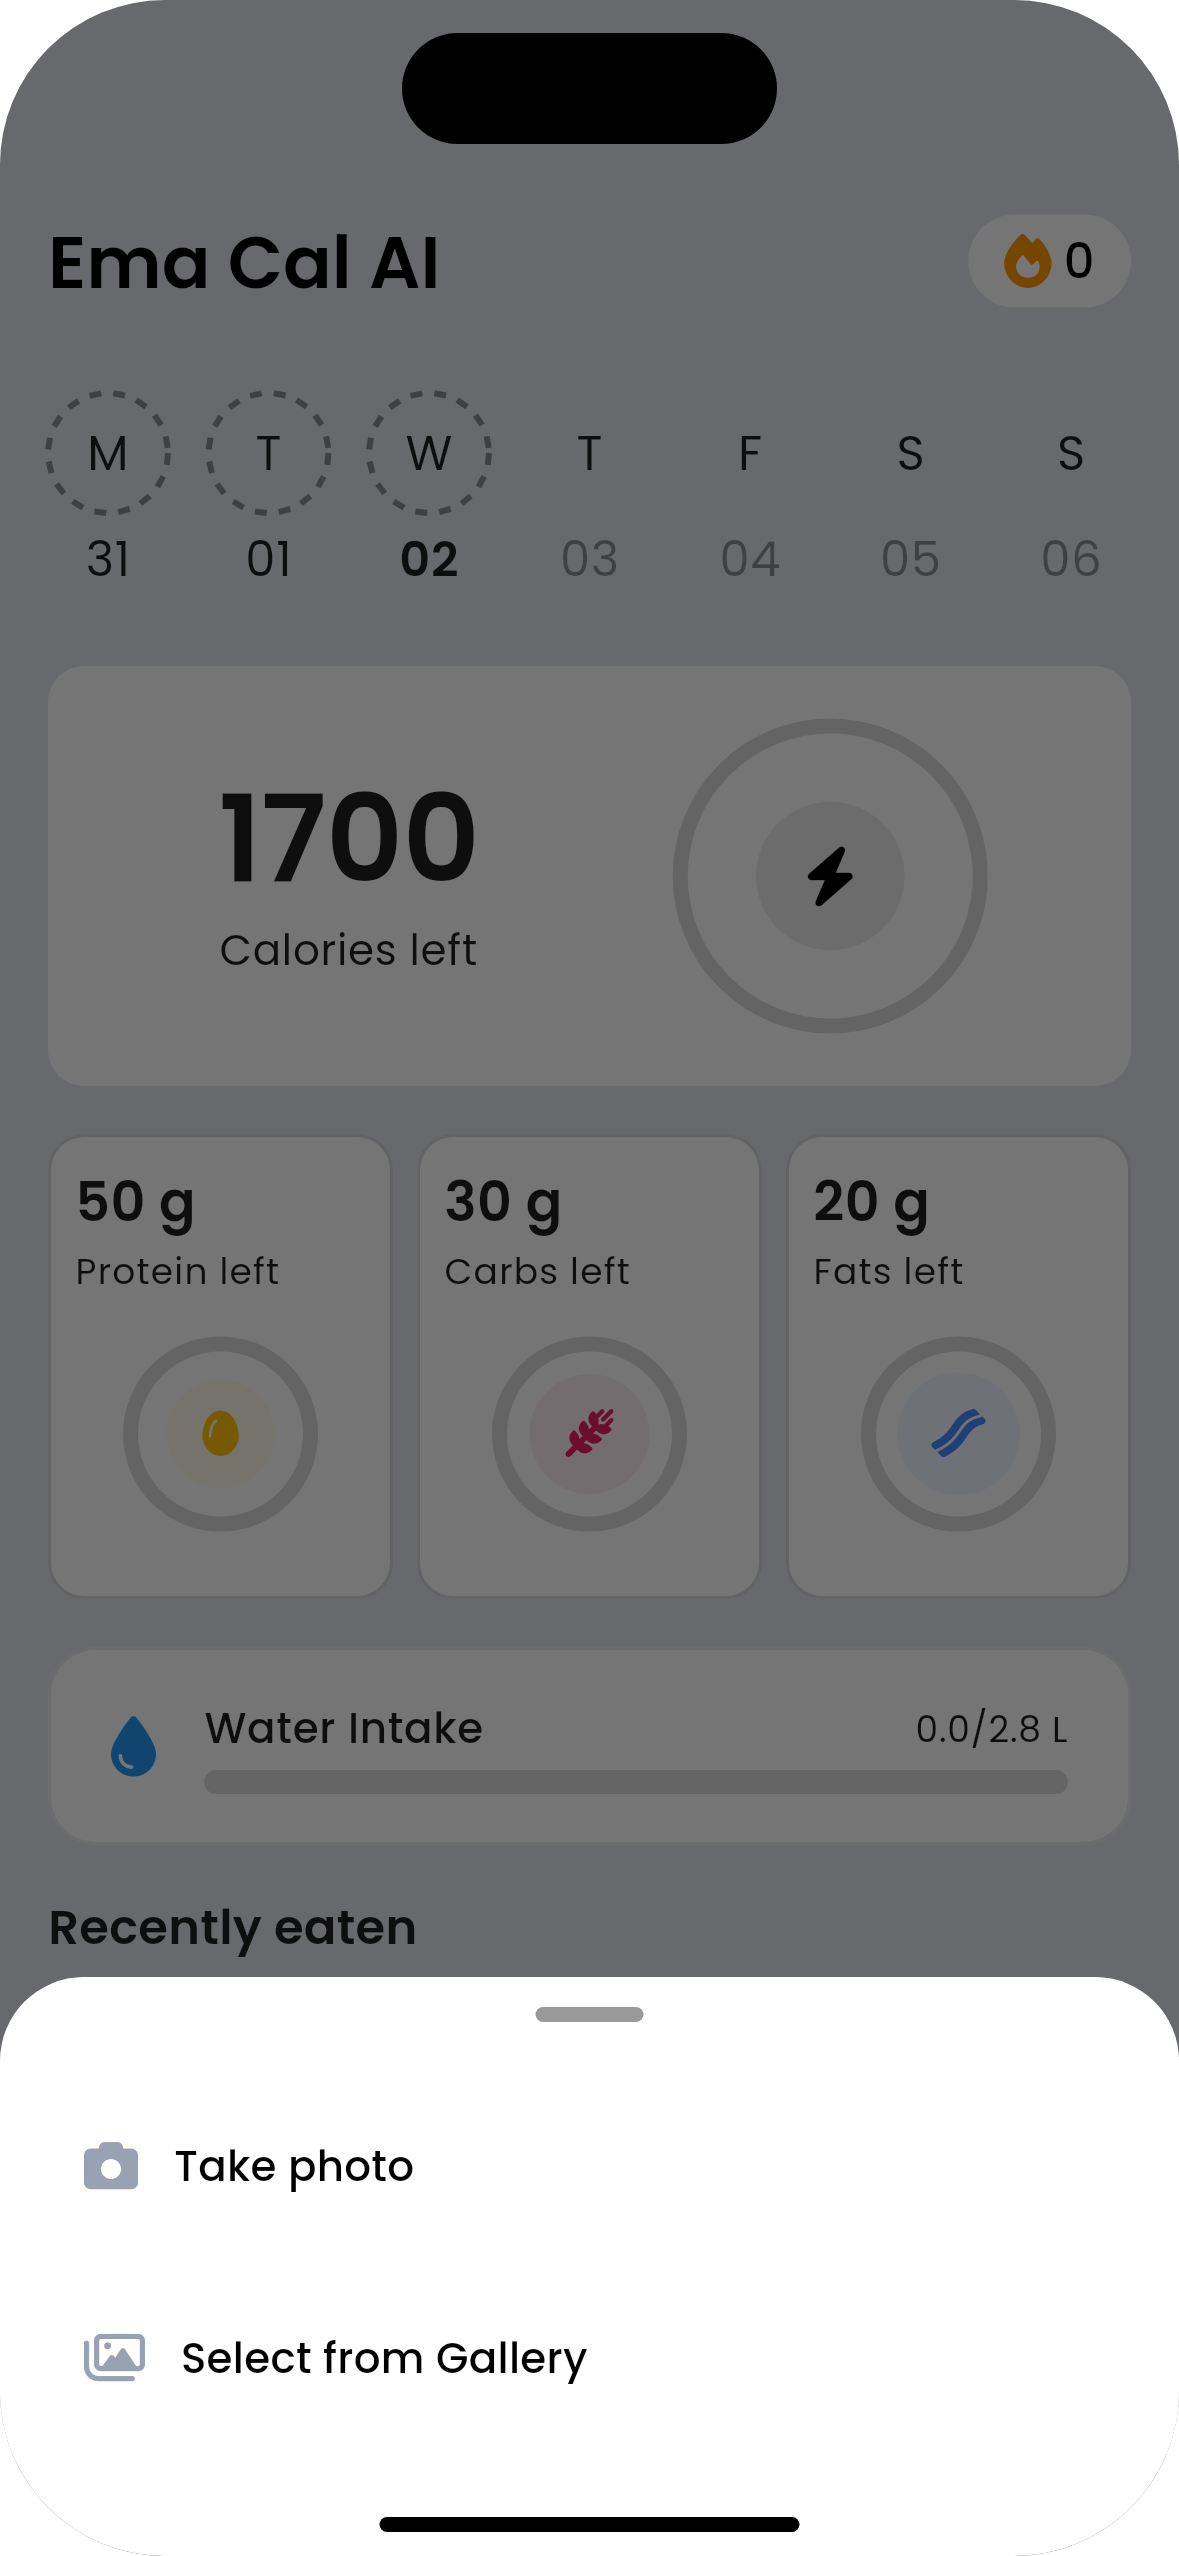 Ema Cal AI
0
M T W T F S S
31 01 02 03 04 05 06
1700
Calories left
50 g 30 g 20 g
Protein left Carbs left Fats left
Water Intake 0.0/2.8 L
Recently eaten
Take photo
Select from Gallery